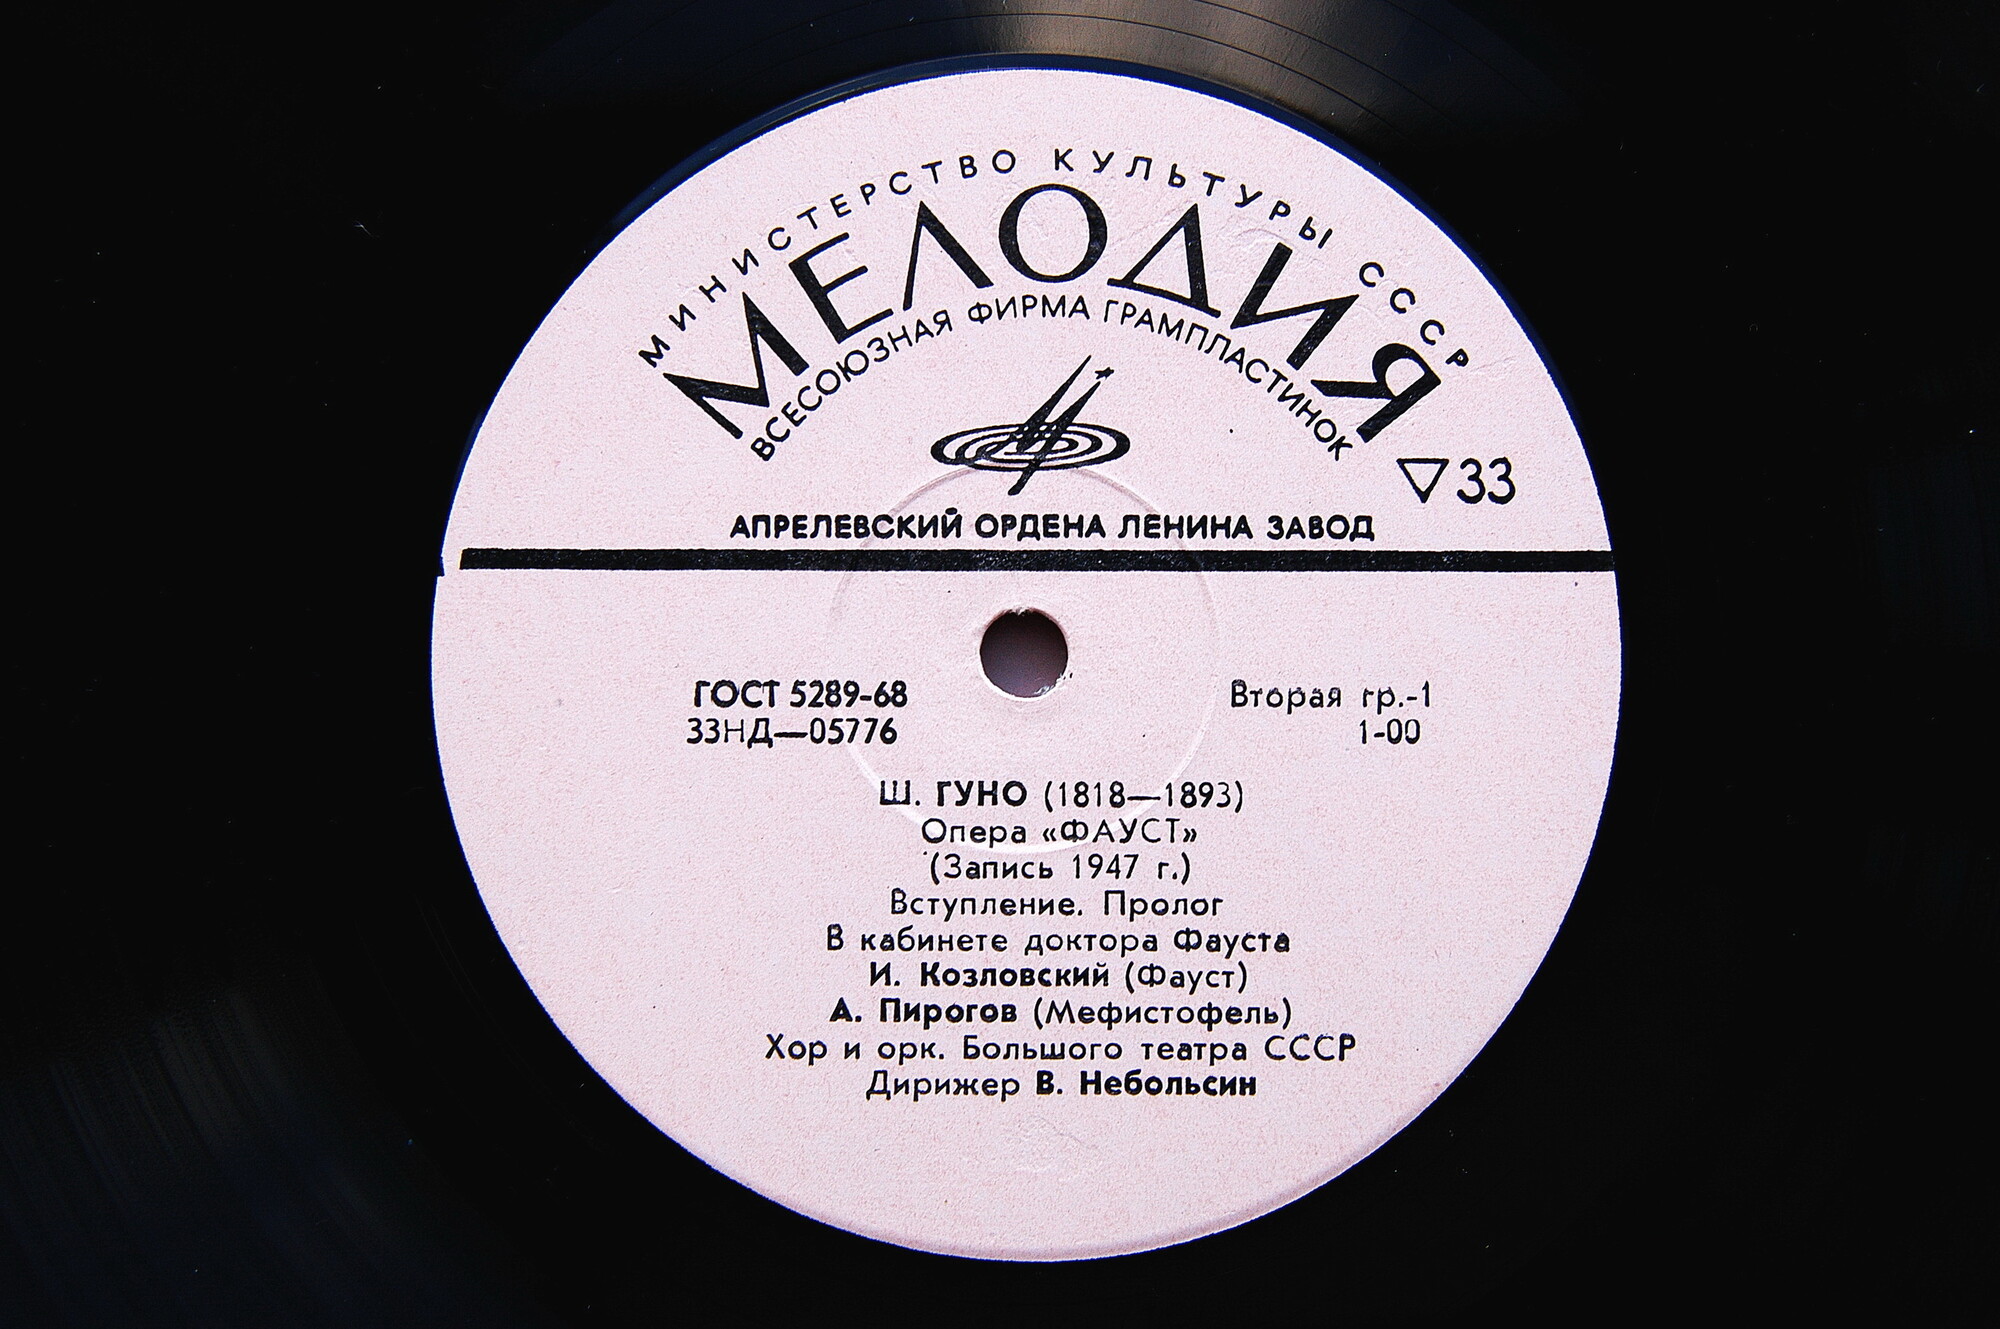 МИНИСТЕРСТВО КУЛЬТУРЫ СССР
МЕЛОДИЯ
ВСЕСОЮЗНАЯ ФИРМА ГРАМПЛАСТИНОК
33
АПРЕЛЕВСКИЙ ОРДЕНА ЛЕНИНА ЗАВОД
ГОСТ 5289-68
Вторая гр.-1
33НД—05776
1-00
Ш. ГУНО (1818—1893)
Опера «ФАУСТ»
(Запись 1947 г.)
Вступление. Пролог
В кабинете доктора Фауста
И. Козловский (Фауст)
А. Пирогов (Мефистофель)
Хор и орк. Большого театра СССР
Дирижер В. Небольсин